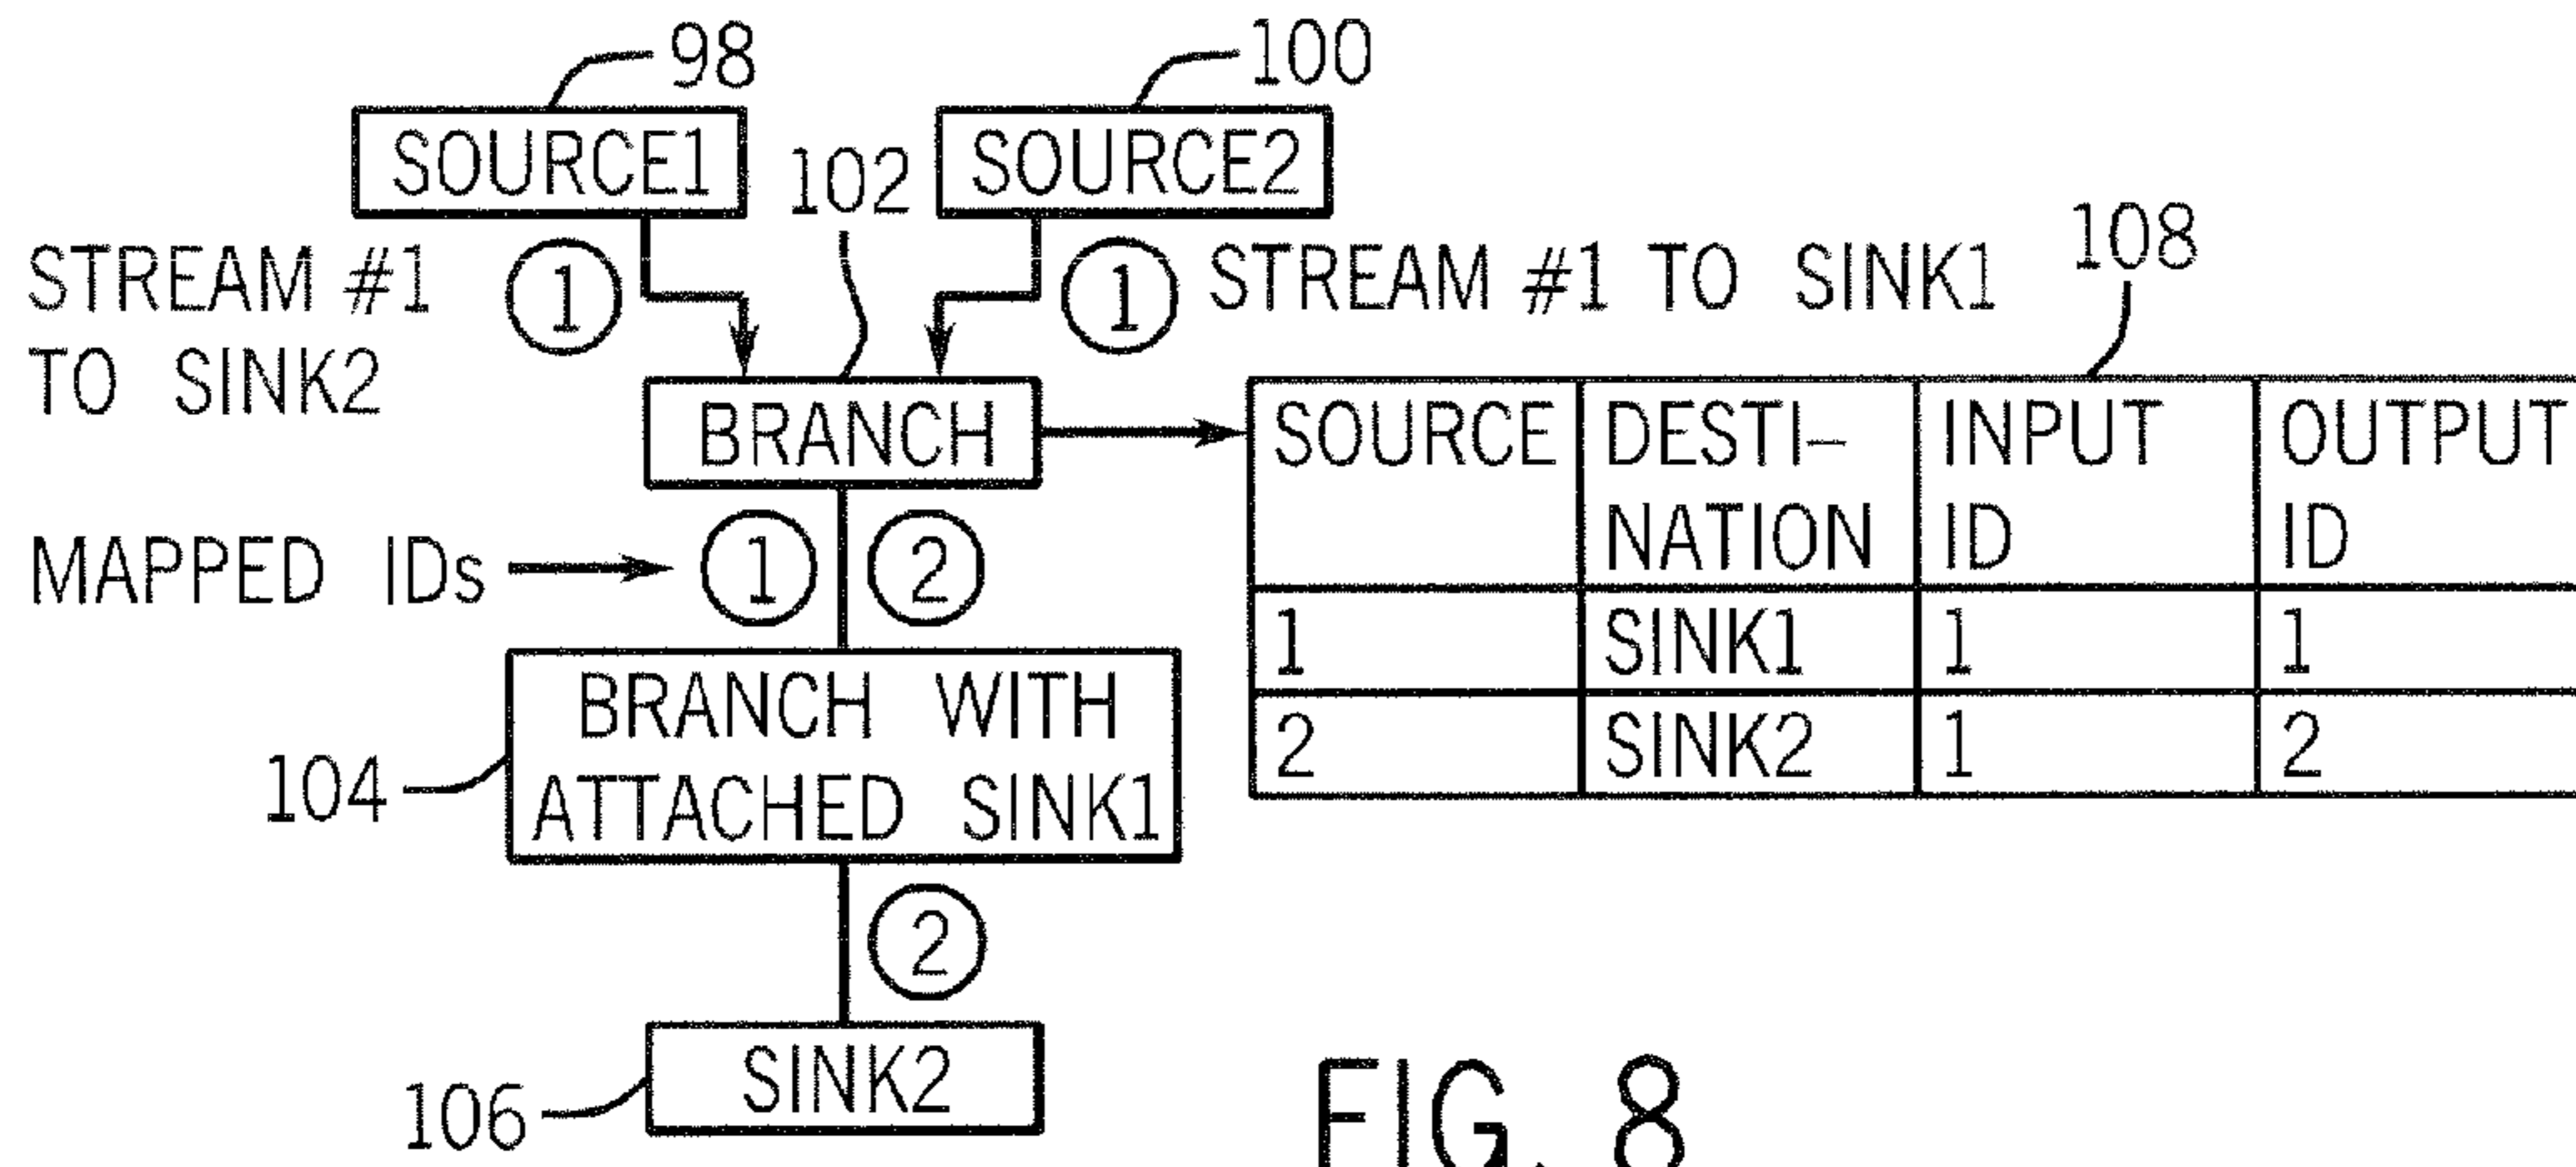 98
100
SOURCE1
SOURCE2
102
108
STREAM #1
TO SINK2
1
1
STREAM #1 TO SINK1
BRANCH
SOURCE
DESTI-
NATION
INPUT
ID
OUTPUT
ID
MAPPED IDs
1
2
1
SINK1
1
1
2
SINK2
1
2
BRANCH WITH
ATTACHED SINK1
104
2
SINK2
106
FIG. 8